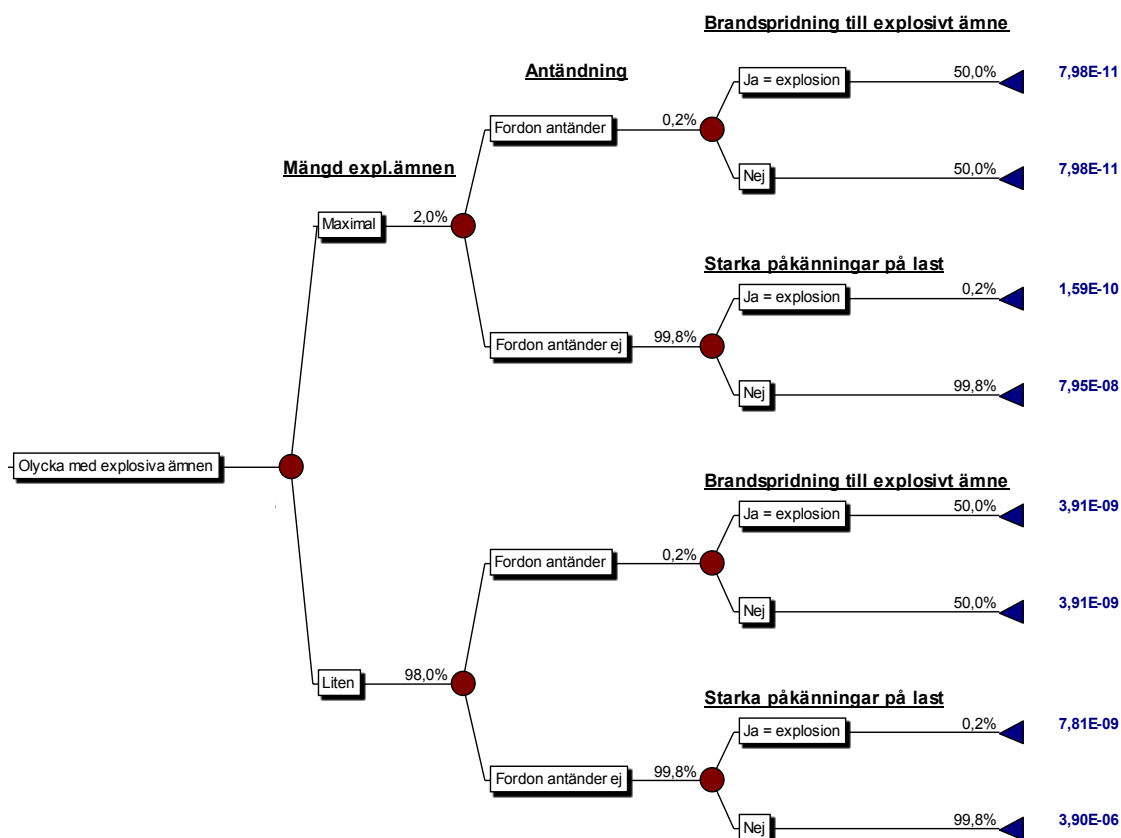 Brandspridning till explosivt ämne
Antändning
Ja = explosion 50,0% 7,98E-11
Fordon antänder 0,2%
Mängd expl.ämnen
Nej 50,0% 7,98E-11
Maximal 2,0%
Starka påkänningar på last
Ja = explosion 0,2% 1,59E-10
Fordon antänder ej 99,8%
Nej 99,8% 7,95E-08
Olycka med explosiva ämnen
Brandspridning till explosivt ämne
Ja = explosion 50,0% 3,91E-09
Fordon antänder 0,2%
Nej 50,0% 3,91E-09
Liten 98,0%
Starka påkänningar på last
Ja = explosion 0,2% 7,81E-09
Fordon antänder ej 99,8%
Nej 99,8% 3,90E-06